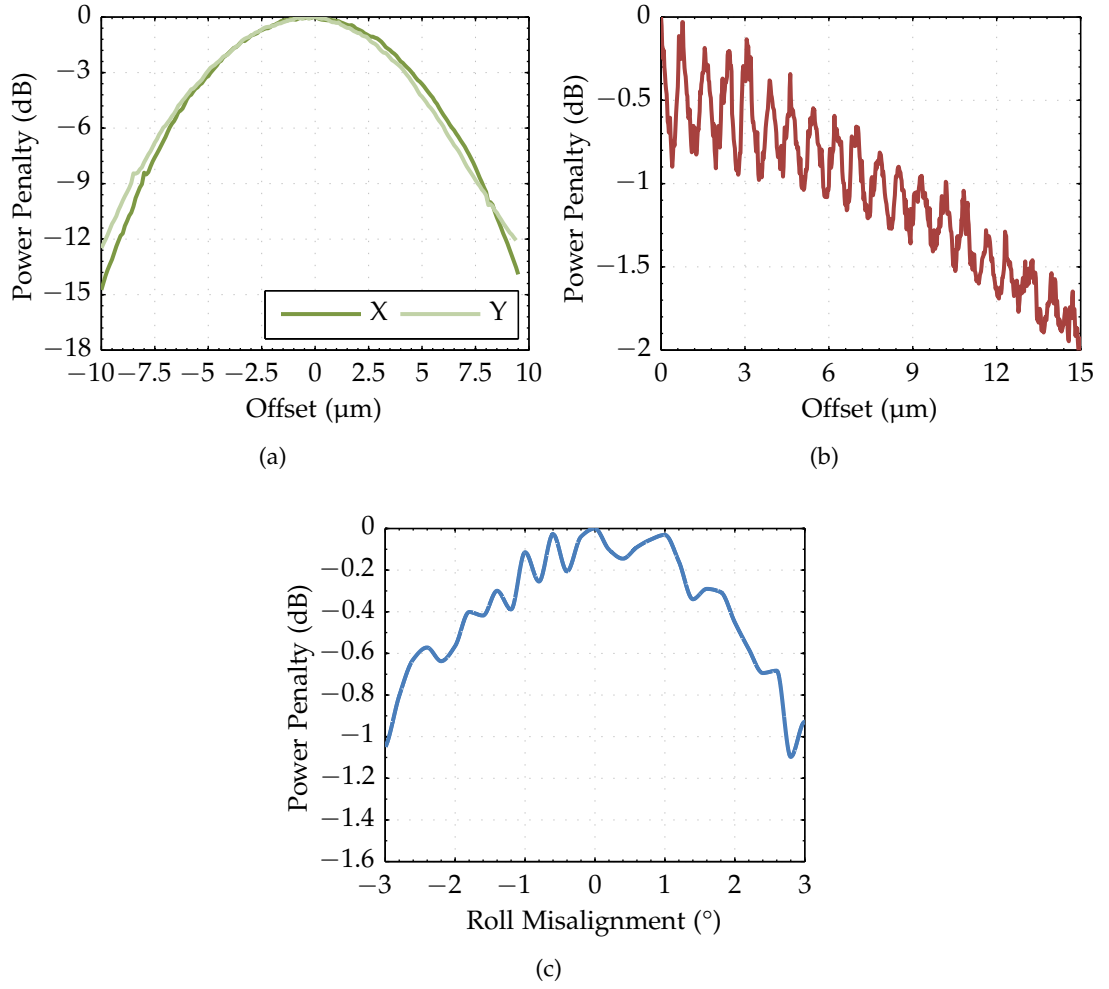 0
−3
−6
−9
−12
−15
−18
Power Penalty (dB)
−10 −7.5 −5 −2.5 0 2.5 5 7.5 10
Offset (µm)
X Y
(a)
0
−0.5
−1
−1.5
−2
Power Penalty (dB)
0 3 6 9 12 15
Offset (µm)
(b)
0
−0.2
−0.4
−0.6
−0.8
−1
−1.2
−1.4
−1.6
Power Penalty (dB)
−3 −2 −1 0 1 2 3
Roll Misalignment (°)
(c)